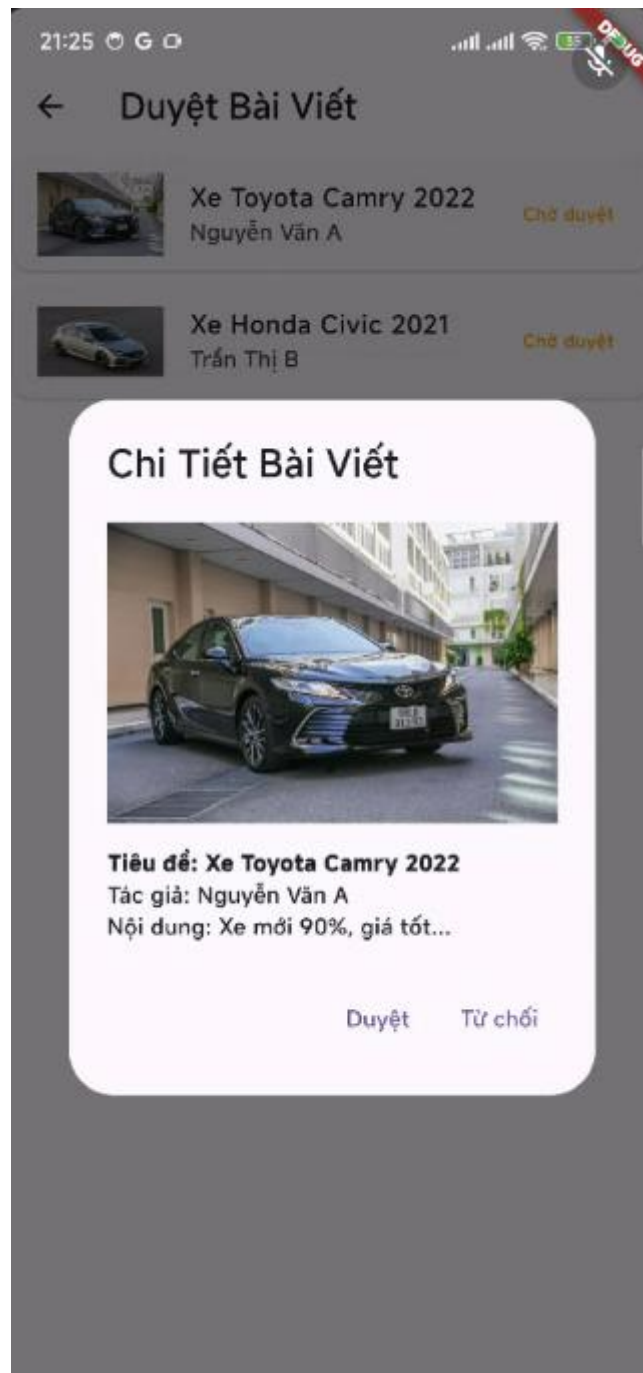 21:25 G
DEBUG
Duyệt Bài Viết
Xe Toyota Camry 2022
Nguyễn Văn A
Chờ duyệt
Xe Honda Civic 2021
Trần Thị B
Chờ duyệt
Chi Tiết Bài Viết
Tiêu đề: Xe Toyota Camry 2022
Tác giả: Nguyễn Văn A
Nội dung: Xe mới 90%, giá tốt...
Duyệt Từ chối